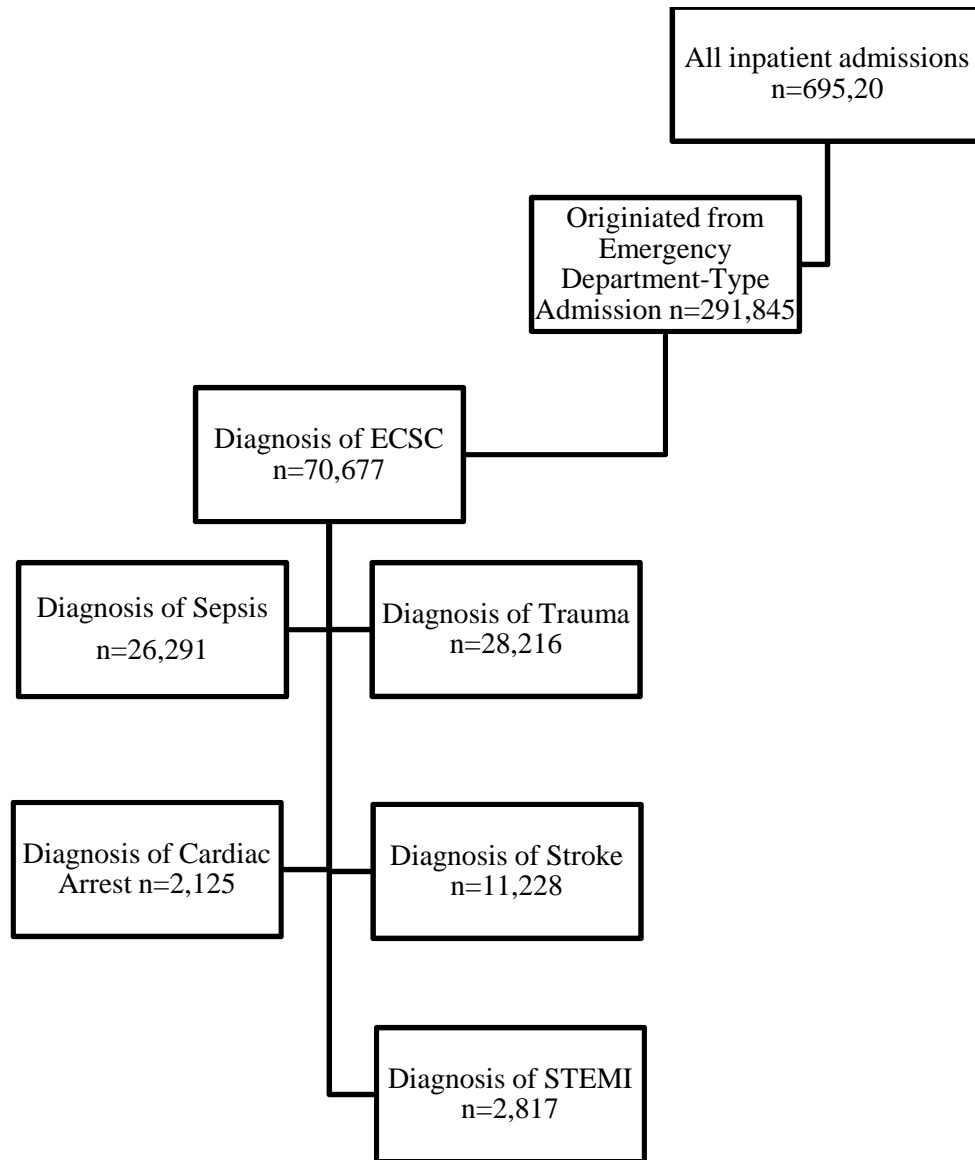 All inpatient admissions
n=695,20
Originiated from
Emergency
Department-Type
Admission n=291,845
Diagnosis of ECSC
n=70,677
Diagnosis of Sepsis
n=26,291
Diagnosis of Trauma
n=28,216
Diagnosis of Cardiac
Arrest n=2,125
Diagnosis of Stroke
n=11,228
Diagnosis of STEMI
n=2,817